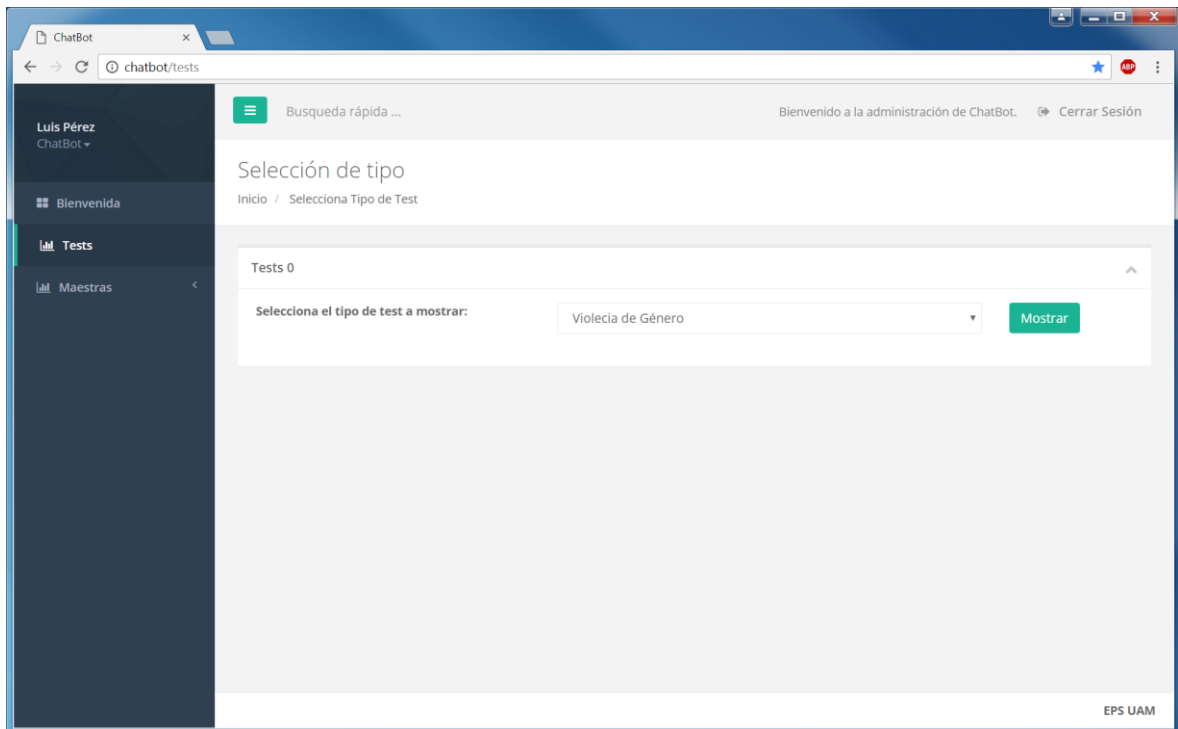 ChatBot
chatbot/tests
ABP
Luis Pérez
ChatBot
Busqueda rápida ...
Bienvenido a la administración de ChatBot.
Cerrar Sesión
Selección de tipo
Inicio / Selecciona Tipo de Test
Bienvenida
Tests
Maestras
Tests 0
Selecciona el tipo de test a mostrar:
Violecia de Género
Mostrar
EPS UAM